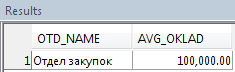 Results
OTD_NAME AVG_OKLAD
1 Отдел закупок 100,000.00